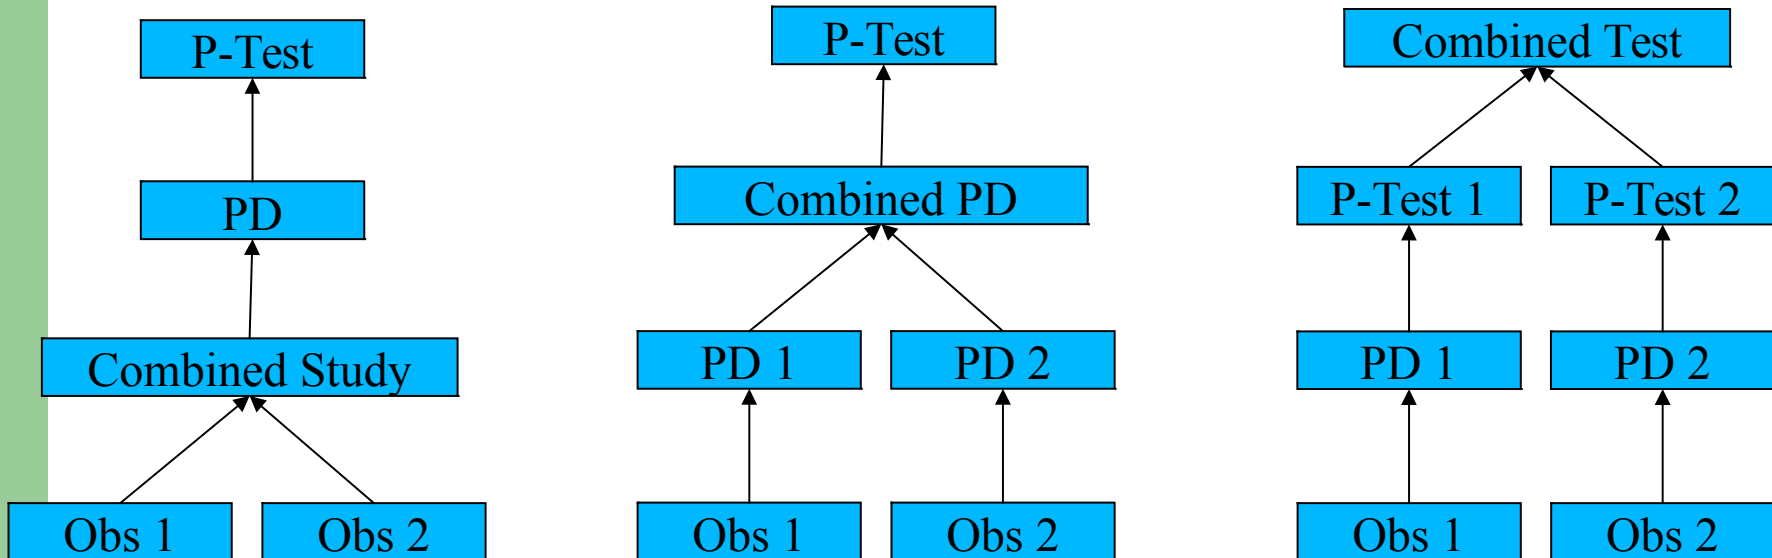 P-Test
PD
Combined Study
Obs 1
Obs 2
P-Test
Combined PD
PD 1
PD 2
Obs 1
Obs 2
Combined Test
P-Test 1
P-Test 2
PD 1
PD 2
Obs 1
Obs 2